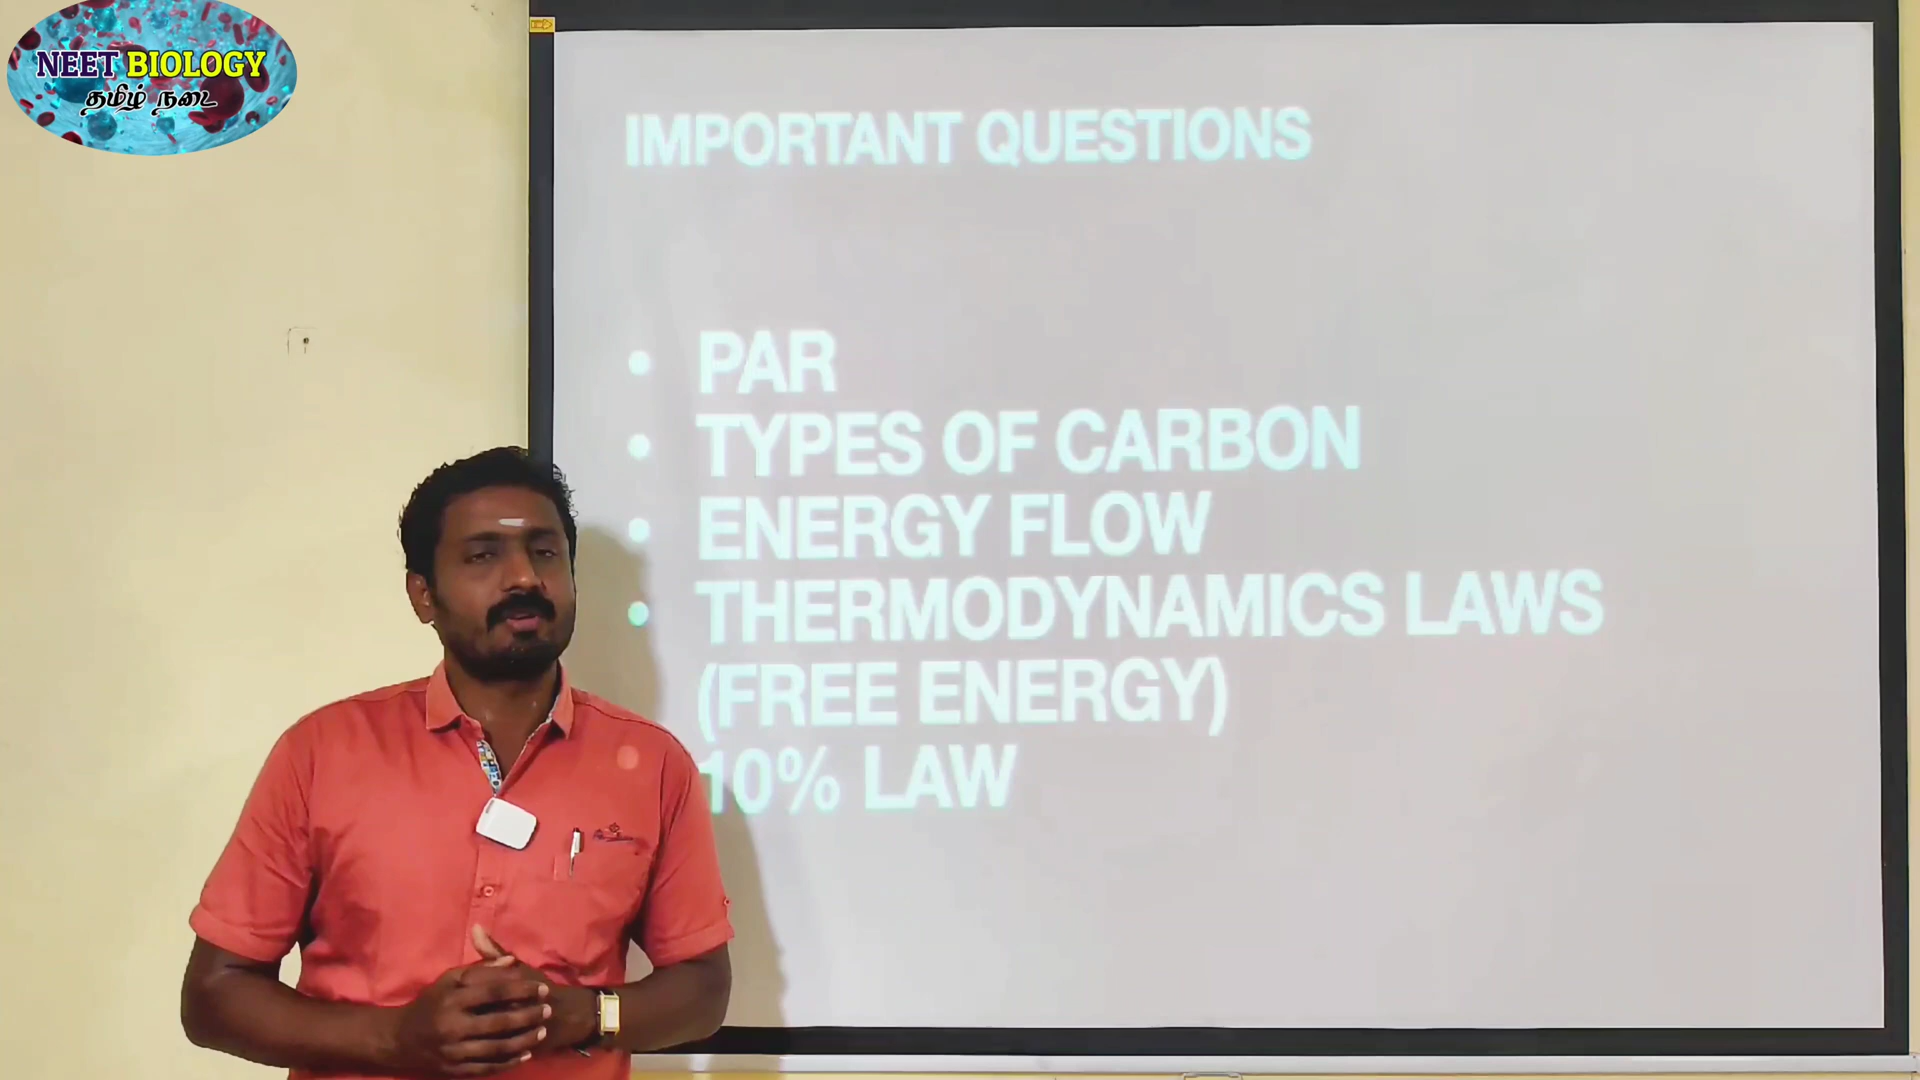 NEET BIOLOGY
தமிழ் நடை
IMPORTANT QUESTIONS
• PAR
• TYPES OF CARBON
• ENERGY FLOW
• THERMODYNAMICS LAWS
(FREE ENERGY)
10% LAW